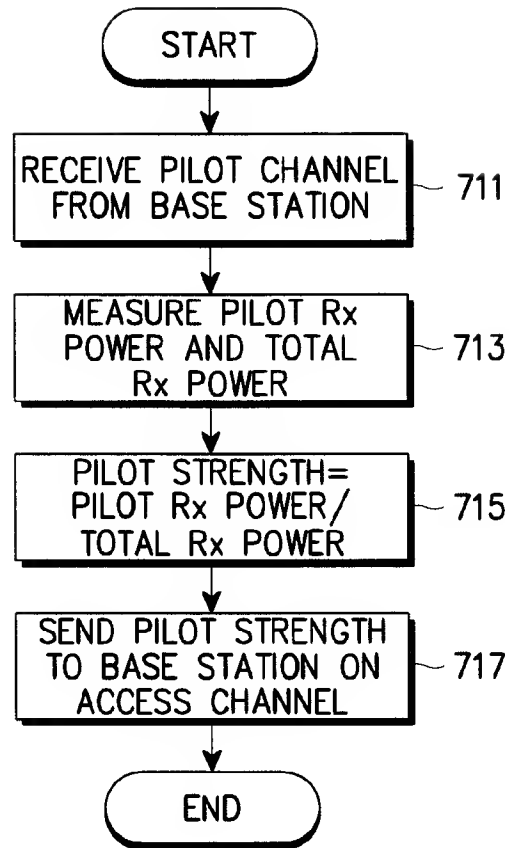 START
RECEIVE PILOT CHANNEL
FROM BASE STATION
711
MEASURE PILOT Rx
POWER AND TOTAL
Rx POWER
713
PILOT STRENGTH=
PILOT Rx POWER/
TOTAL Rx POWER
715
SEND PILOT STRENGTH
TO BASE STATION ON
ACCESS CHANNEL
717
END